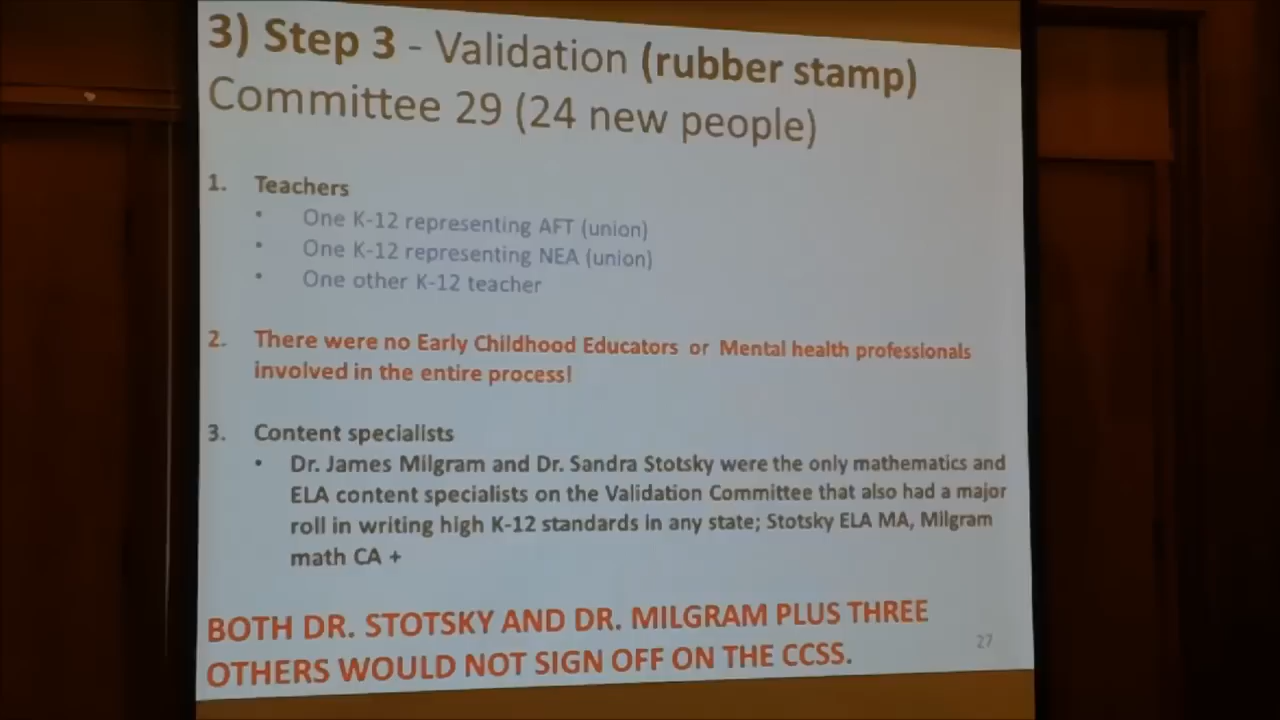 3) Step 3 - Validation (rubber stamp)
Committee 29 (24 new people)
1. Teachers
• One K-12 representing AFT (union)
• One K-12 representing NEA (union)
• One other K-12 teacher
2. There were no Early Childhood Educators or Mental health professionals
involved in the entire process!
3. Content specialists
• Dr. James Milgram and Dr. Sandra Stotsky were the only mathematics and
ELA content specialists on the Validation Committee that also had a major
roll in writing high K-12 standards in any state; Stotsky ELA MA, Milgram
math CA +
BOTH DR. STOTSKY AND DR. MILGRAM PLUS THREE
OTHERS WOULD NOT SIGN OFF ON THE CCSS.
27